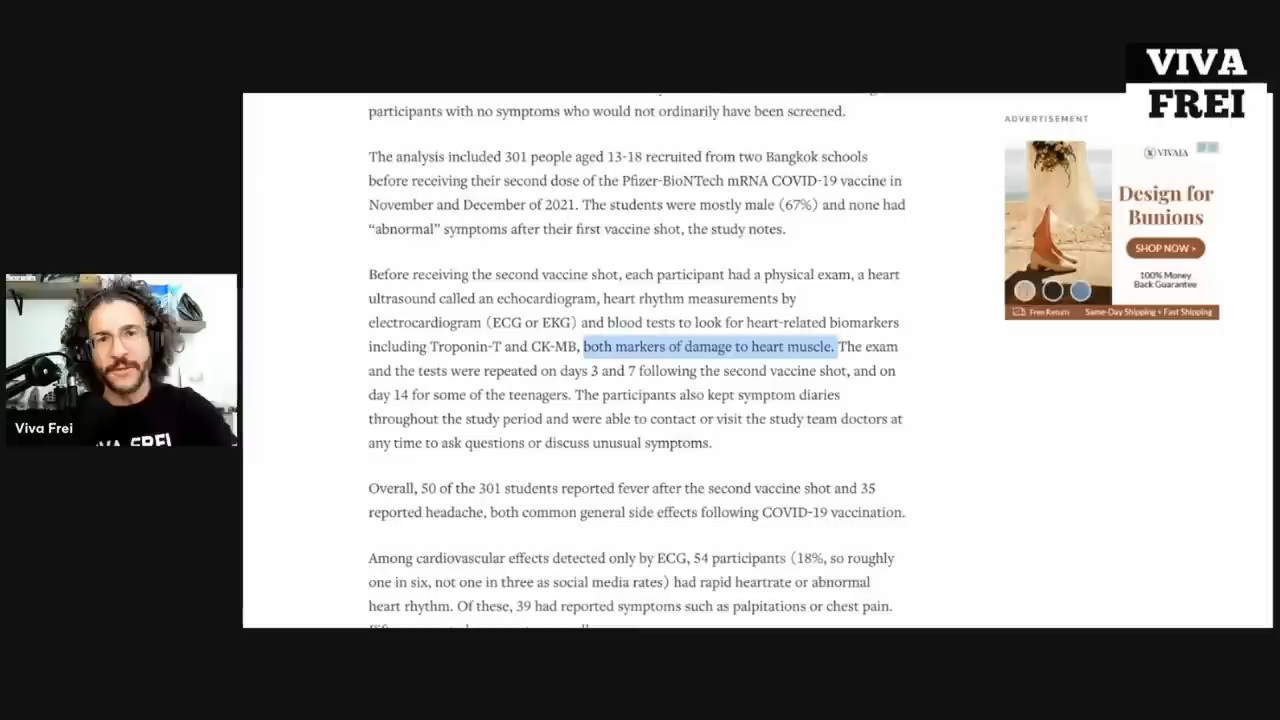 VIVA
FREI
participants with no symptoms who would not ordinarily have been screened.
The analysis included 301 people aged 13-18 recruited from two Bangkok schools
before receiving their second dose of the Pfizer-BioNTech mRNA COVID-19 vaccine in
November and December of 2021. The students were mostly male (67%) and none had
“abnormal” symptoms after their first vaccine shot, the study notes.
Before receiving the second vaccine shot, each participant had a physical exam, a heart
ultrasound called an echocardiogram, heart rhythm measurements by
electrocardiogram (ECG or EKG) and blood tests to look for heart-related biomarkers
including Troponin-T and CK-MB, both markers of damage to heart muscle. The exam
and the tests were repeated on days 3 and 7 following the second vaccine shot, and on
day 14 for some of the teenagers. The participants also kept symptom diaries
throughout the study period and were able to contact or visit the study team doctors at
any time to ask questions or discuss unusual symptoms.
Overall, 50 of the 301 students reported fever after the second vaccine shot and 35
reported headache, both common general side effects following COVID-19 vaccination.
Among cardiovascular effects detected only by ECG, 54 participants (18%, so roughly
one in six, not one in three as social media rates) had rapid heartrate or abnormal
heart rhythm. Of these, 39 had reported symptoms such as palpitations or chest pain.
ADVERTISEMENT
VIVAIA
Design for
Bunions
SHOP NOW >
100% Money
Back Guarantee
Free Return
Same-Day Shipping + Fast Shipping
Viva Frei
VIVA FREI